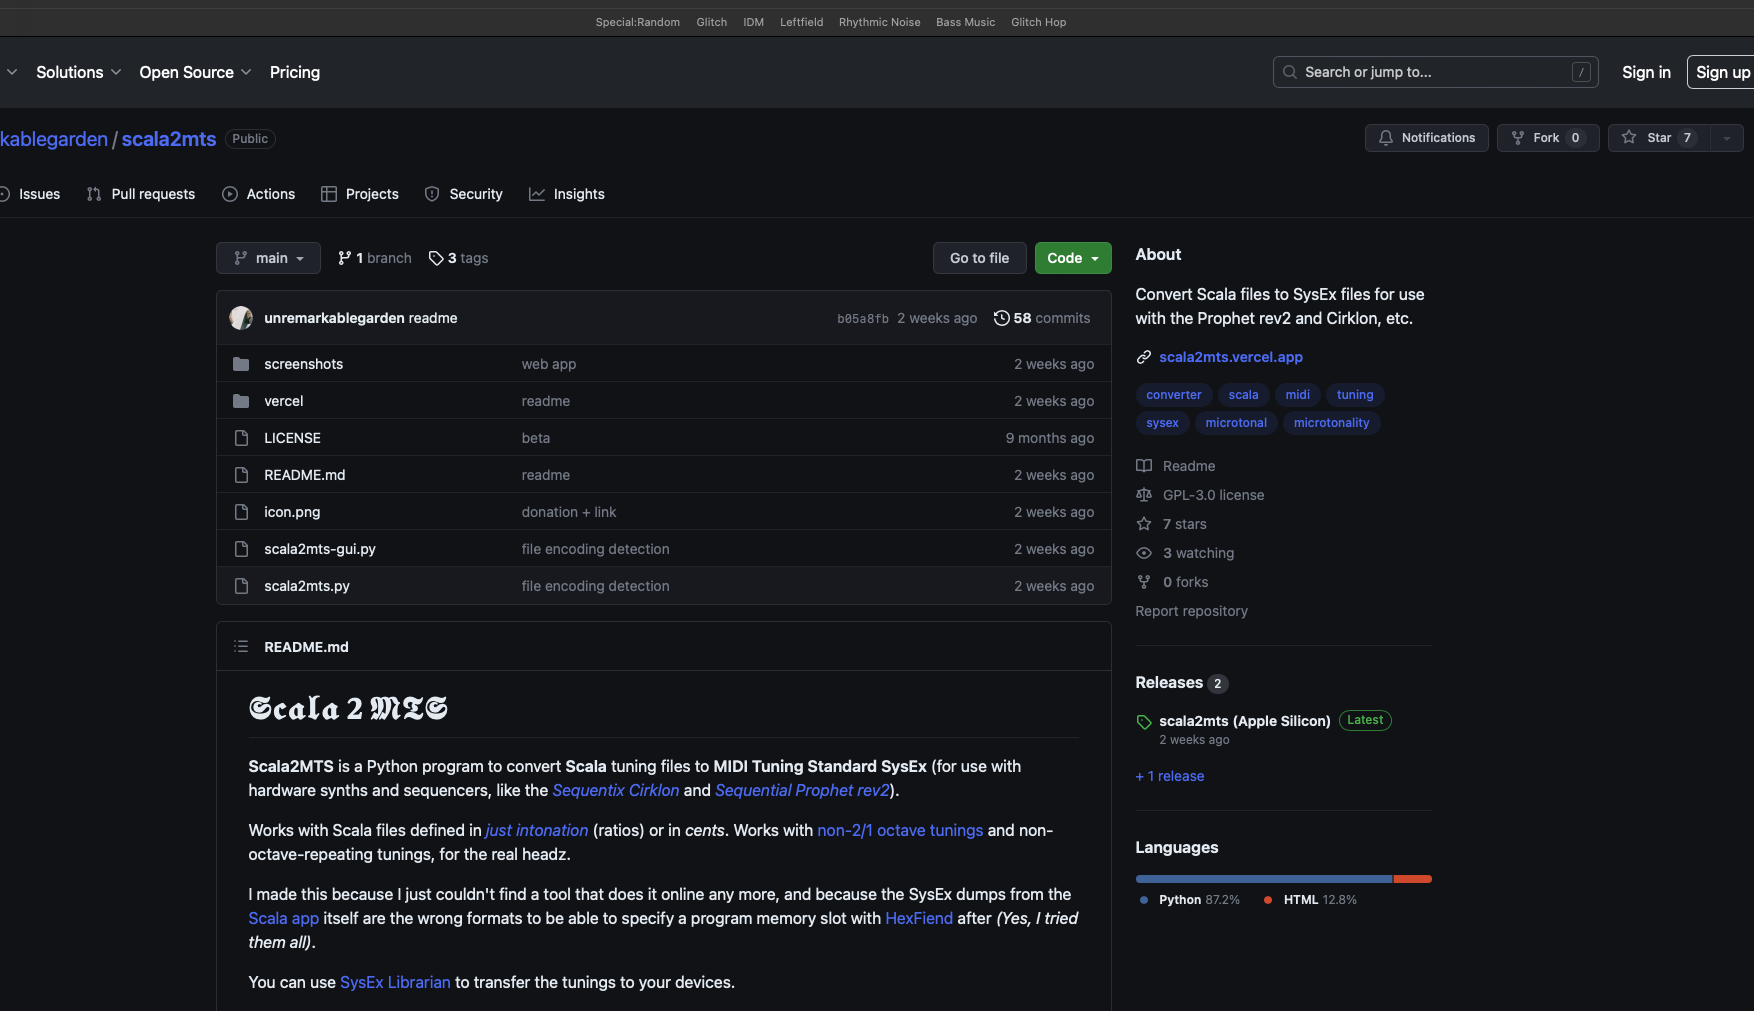 Special:Random Glitch IDM Leftfield Rhythmic Noise Bass Music Glitch Hop
Solutions Open Source Pricing Search or jump to... / Sign in Sign up
kablegarden / scala2mts Public Notifications Fork 0 Star 7
Issues Pull requests Actions Projects Security Insights
main 1 branch 3 tags Go to file Code
unremarkablegarden readme b05a8fb 2 weeks ago 58 commits
screenshots web app 2 weeks ago
vercel readme 2 weeks ago
LICENSE beta 9 months ago
README.md readme 2 weeks ago
icon.png donation + link 2 weeks ago
scala2mts-gui.py file encoding detection 2 weeks ago
scala2mts.py file encoding detection 2 weeks ago
README.md
𝕾𝖈𝖆𝖑𝖆 2 𝕸𝕿𝕾
Scala2MTS is a Python program to convert Scala tuning files to MIDI Tuning Standard SysEx (for use with
hardware synths and sequencers, like the Sequentix Cirklon and Sequential Prophet rev2).
Works with Scala files defined in just intonation (ratios) or in cents. Works with non-2/1 octave tunings and non-
octave-repeating tunings, for the real headz.
I made this because I just couldn't find a tool that does it online any more, and because the SysEx dumps from the
Scala app itself are the wrong formats to be able to specify a program memory slot with HexFiend after (Yes, I tried
them all).
You can use SysEx Librarian to transfer the tunings to your devices.
About
Convert Scala files to SysEx files for use
with the Prophet rev2 and Cirklon, etc.
scala2mts.vercel.app
converter scala midi tuning
sysex microtonal microtonality
Readme
GPL-3.0 license
7 stars
3 watching
0 forks
Report repository
Releases 2
scala2mts (Apple Silicon) Latest
2 weeks ago
+ 1 release
Languages
Python 87.2% HTML 12.8%